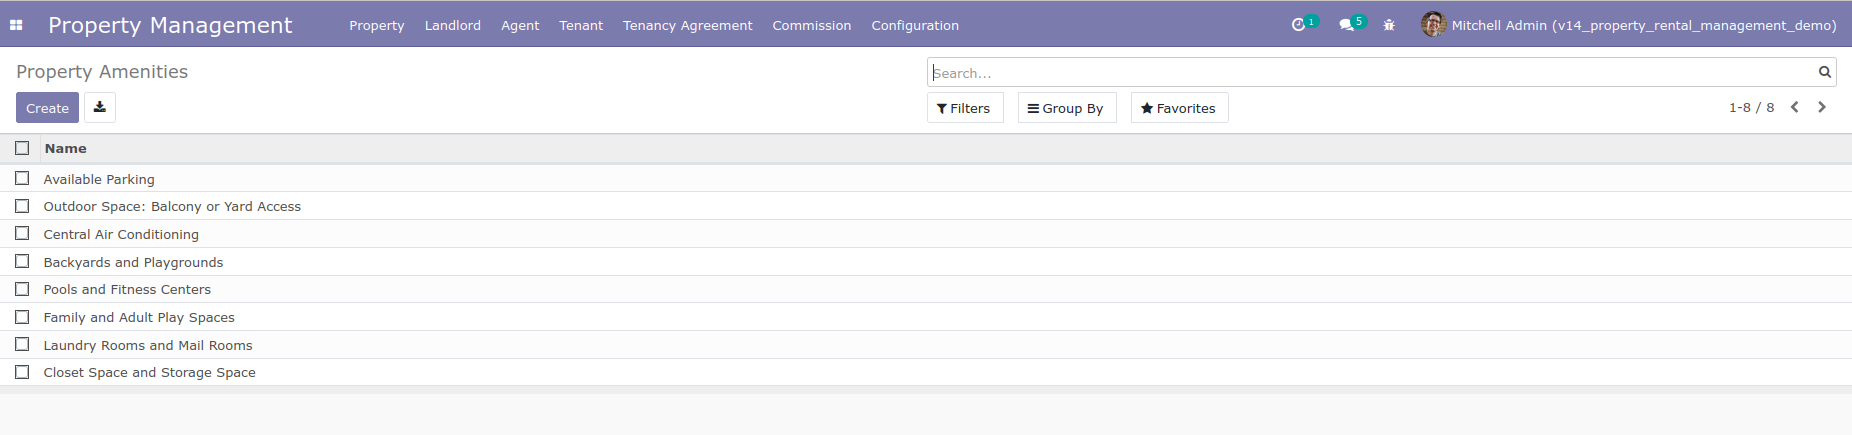 Property Management Property Landlord Agent Tenant Tenancy Agreement Commission Configuration 1 5 Mitchell Admin (v14_property_rental_management_demo)
Property Amenities Search...
Create Filters Group By Favorites 1-8 / 8
Name
Available Parking
Outdoor Space: Balcony or Yard Access
Central Air Conditioning
Backyards and Playgrounds
Pools and Fitness Centers
Family and Adult Play Spaces
Laundry Rooms and Mail Rooms
Closet Space and Storage Space